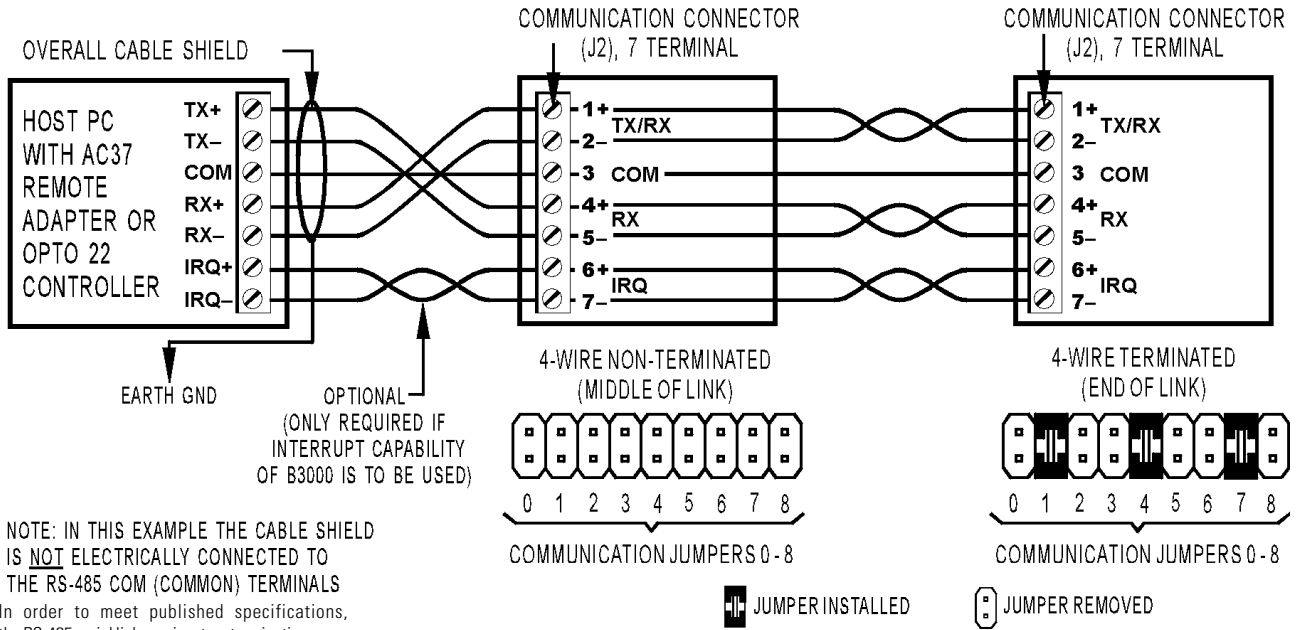 OVERALL CABLE SHIELD
COMMUNICATION CONNECTOR
(J2), 7 TERMINAL
COMMUNICATION CONNECTOR
(J2), 7 TERMINAL
HOST PC
WITH AC37
REMOTE
ADAPTER OR
OPTO 22
CONTROLLER
TX+
TX–
COM
RX+
RX–
IRQ+
IRQ–
1+
TX/RX
2–
3 COM
4+
RX
5–
6+
IRQ
7–
1+
TX/RX
2–
3 COM
4+
RX
5–
6+
IRQ
7–
EARTH GND
OPTIONAL
(ONLY REQUIRED IF
INTERRUPT CAPABILITY
OF B3000 IS TO BE USED)
4-WIRE NON-TERMINATED
(MIDDLE OF LINK)
0 1 2 3 4 5 6 7 8
COMMUNICATION JUMPERS 0 - 8
4-WIRE TERMINATED
(END OF LINK)
0 1 2 3 4 5 6 7 8
COMMUNICATION JUMPERS 0 - 8
JUMPER INSTALLED
JUMPER REMOVED
NOTE: IN THIS EXAMPLE THE CABLE SHIELD
IS NOT ELECTRICALLY CONNECTED TO
THE RS-485 COM (COMMON) TERMINALS
In order to meet published specifications,